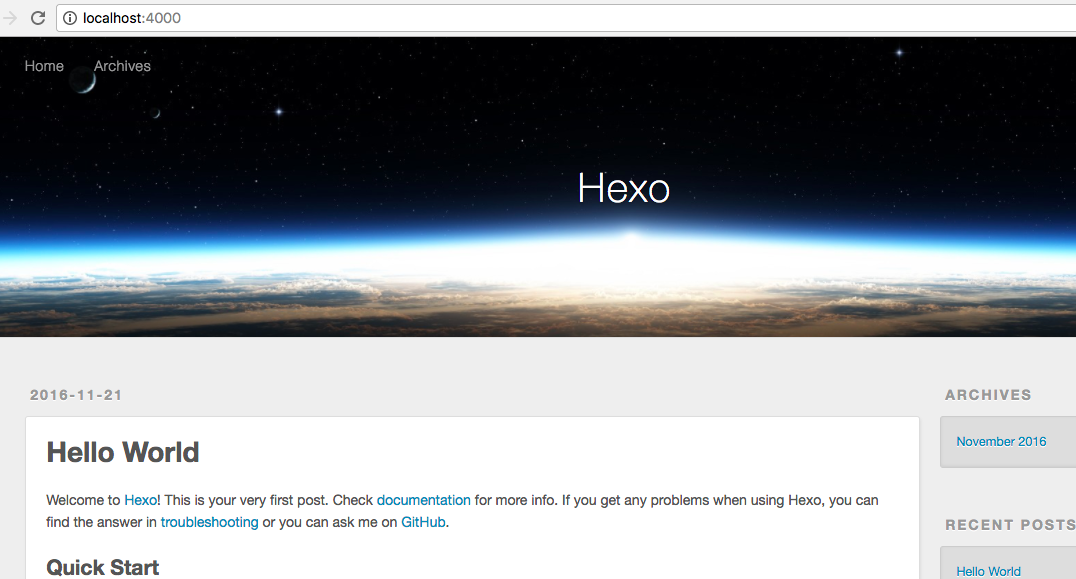 localhost:4000
Home Archives
Hexo
2016-11-21
Hello World
Welcome to Hexo! This is your very first post. Check documentation for more info. If you get any problems when using Hexo, you can
find the answer in troubleshooting or you can ask me on GitHub.
Quick Start
ARCHIVES
November 2016
RECENT POSTS
Hello World